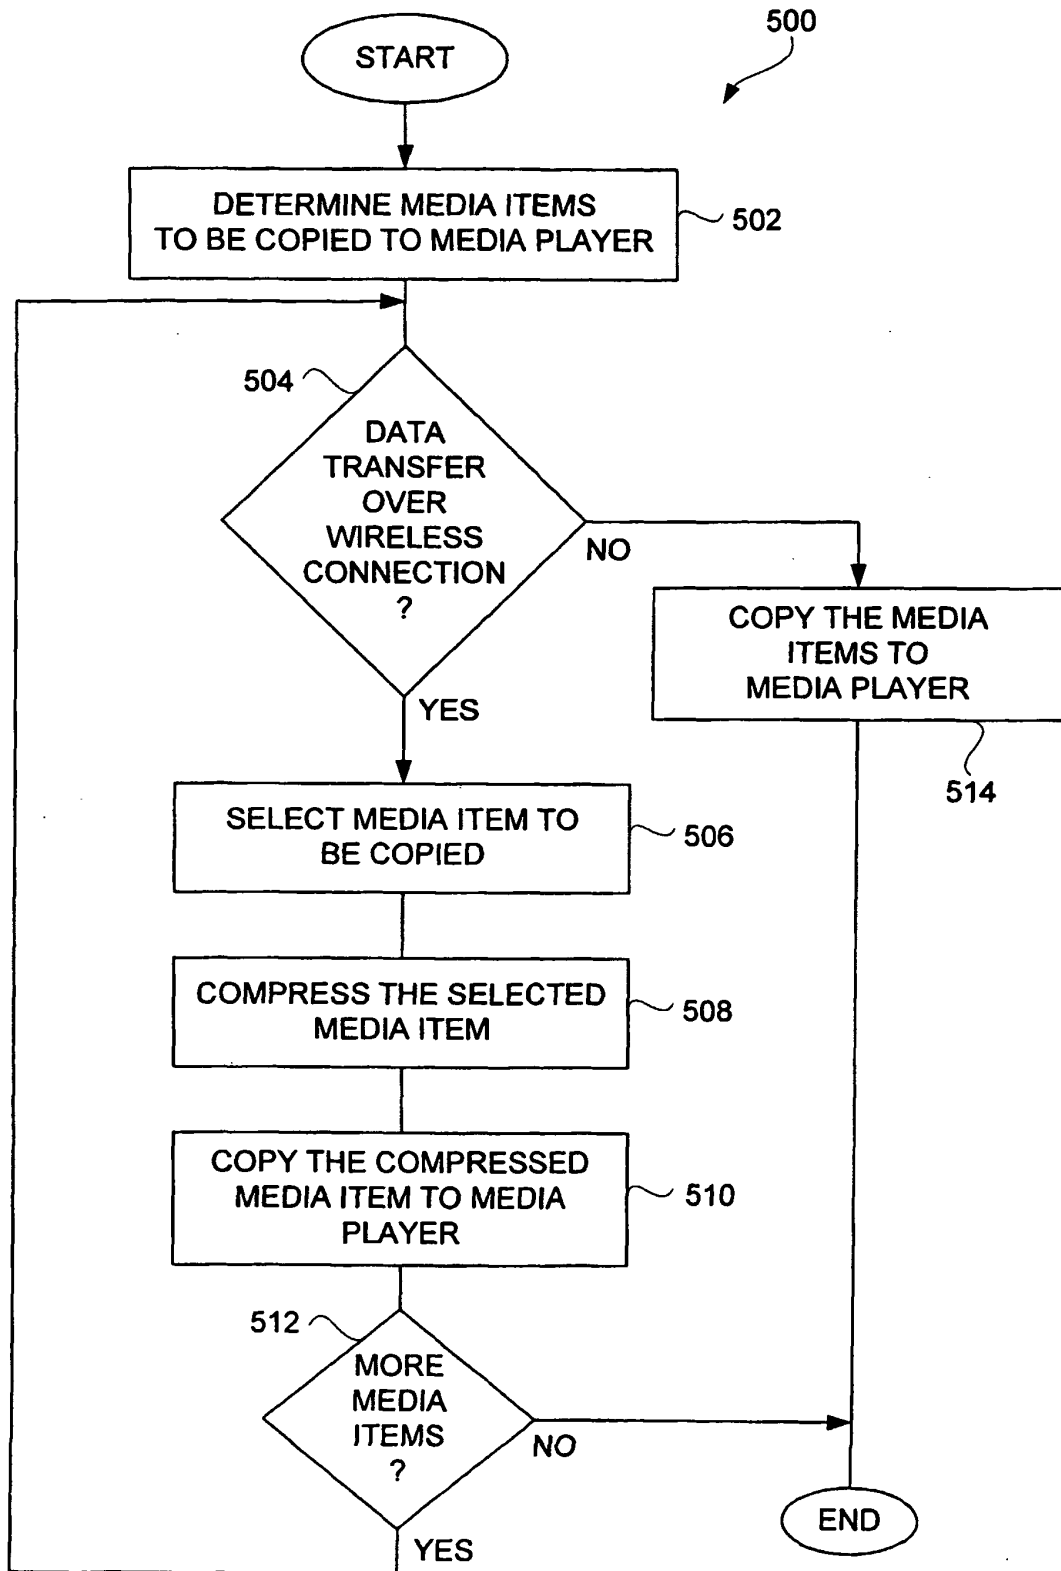 START
500
DETERMINE MEDIA ITEMS
TO BE COPIED TO MEDIA PLAYER
502
504
DATA
TRANSFER
OVER
WIRELESS
CONNECTION
?
NO
YES
COPY THE MEDIA
ITEMS TO
MEDIA PLAYER
514
SELECT MEDIA ITEM TO
BE COPIED
506
COMPRESS THE SELECTED
MEDIA ITEM
508
COPY THE COMPRESSED
MEDIA ITEM TO MEDIA
PLAYER
510
512
MORE
MEDIA
ITEMS
?
NO
YES
END